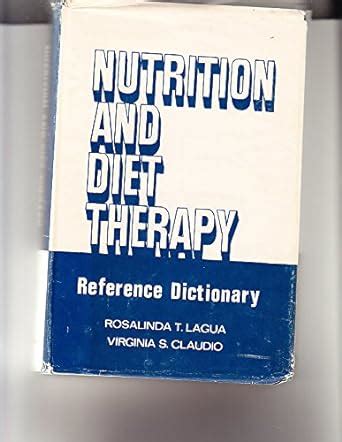 NUTRITION
AND
DIET
THERAPY
Reference Dictionary
ROSALINDA T. LAGUA
VIRGINIA S. CLAUDIO